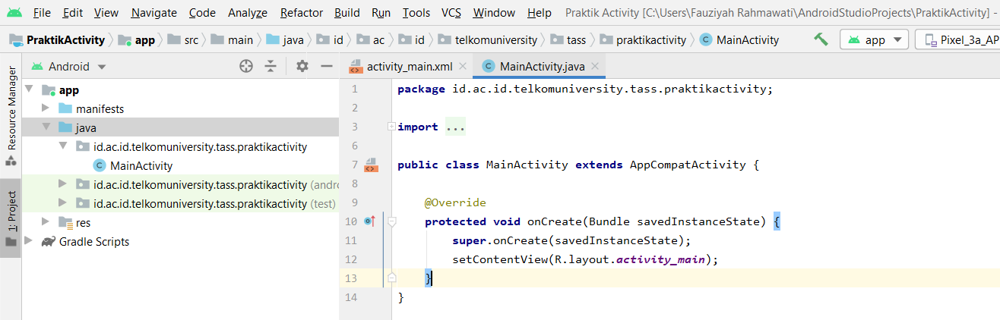 File Edit View Navigate Code Analyze Refactor Build Run Tools VCS Window Help Praktik Activity [C:\Users\Fauziyah Rahmawati\AndroidStudioProjects\PraktikActivity] -
PraktikActivity app src main java id ac id telkomuniversity tass praktikactivity MainActivity app Pixel_3a_AP
Resource Manager
1: Project
Android
app
manifests
java
id.ac.id.telkomuniversity.tass.praktikactivity
MainActivity
id.ac.id.telkomuniversity.tass.praktikactivity (andro
id.ac.id.telkomuniversity.tass.praktikactivity (test)
res
Gradle Scripts
activity_main.xml MainActivity.java
1 package id.ac.id.telkomuniversity.tass.praktikactivity;
2
3 import ...
6
7 public class MainActivity extends AppCompatActivity {
8
9 @Override
10 protected void onCreate(Bundle savedInstanceState) {
11 super.onCreate(savedInstanceState);
12 setContentView(R.layout.activity_main);
13 }
14 }